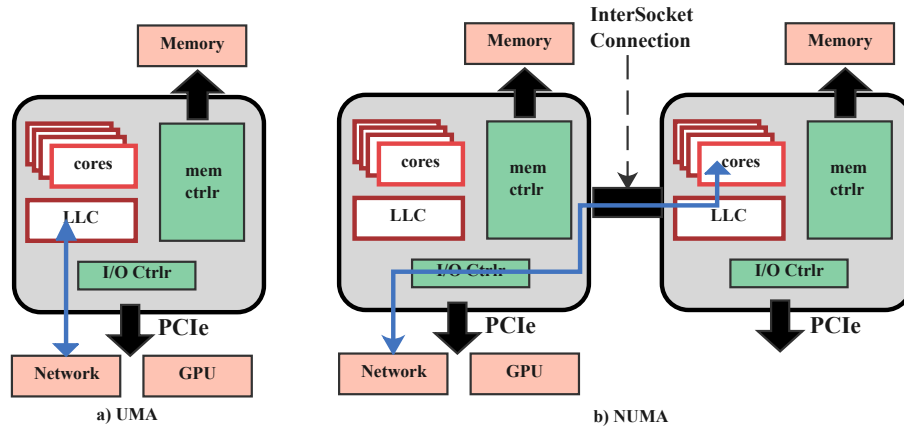 Memory
cores
mem
ctrlr
LLC
I/O Ctrlr
PCIe
Network
GPU
a) UMA
InterSocket
Connection
Memory
cores
mem
ctrlr
LLC
I/O Ctrlr
PCIe
Network
GPU
Memory
cores
mem
ctrlr
LLC
I/O Ctrlr
PCIe
b) NUMA